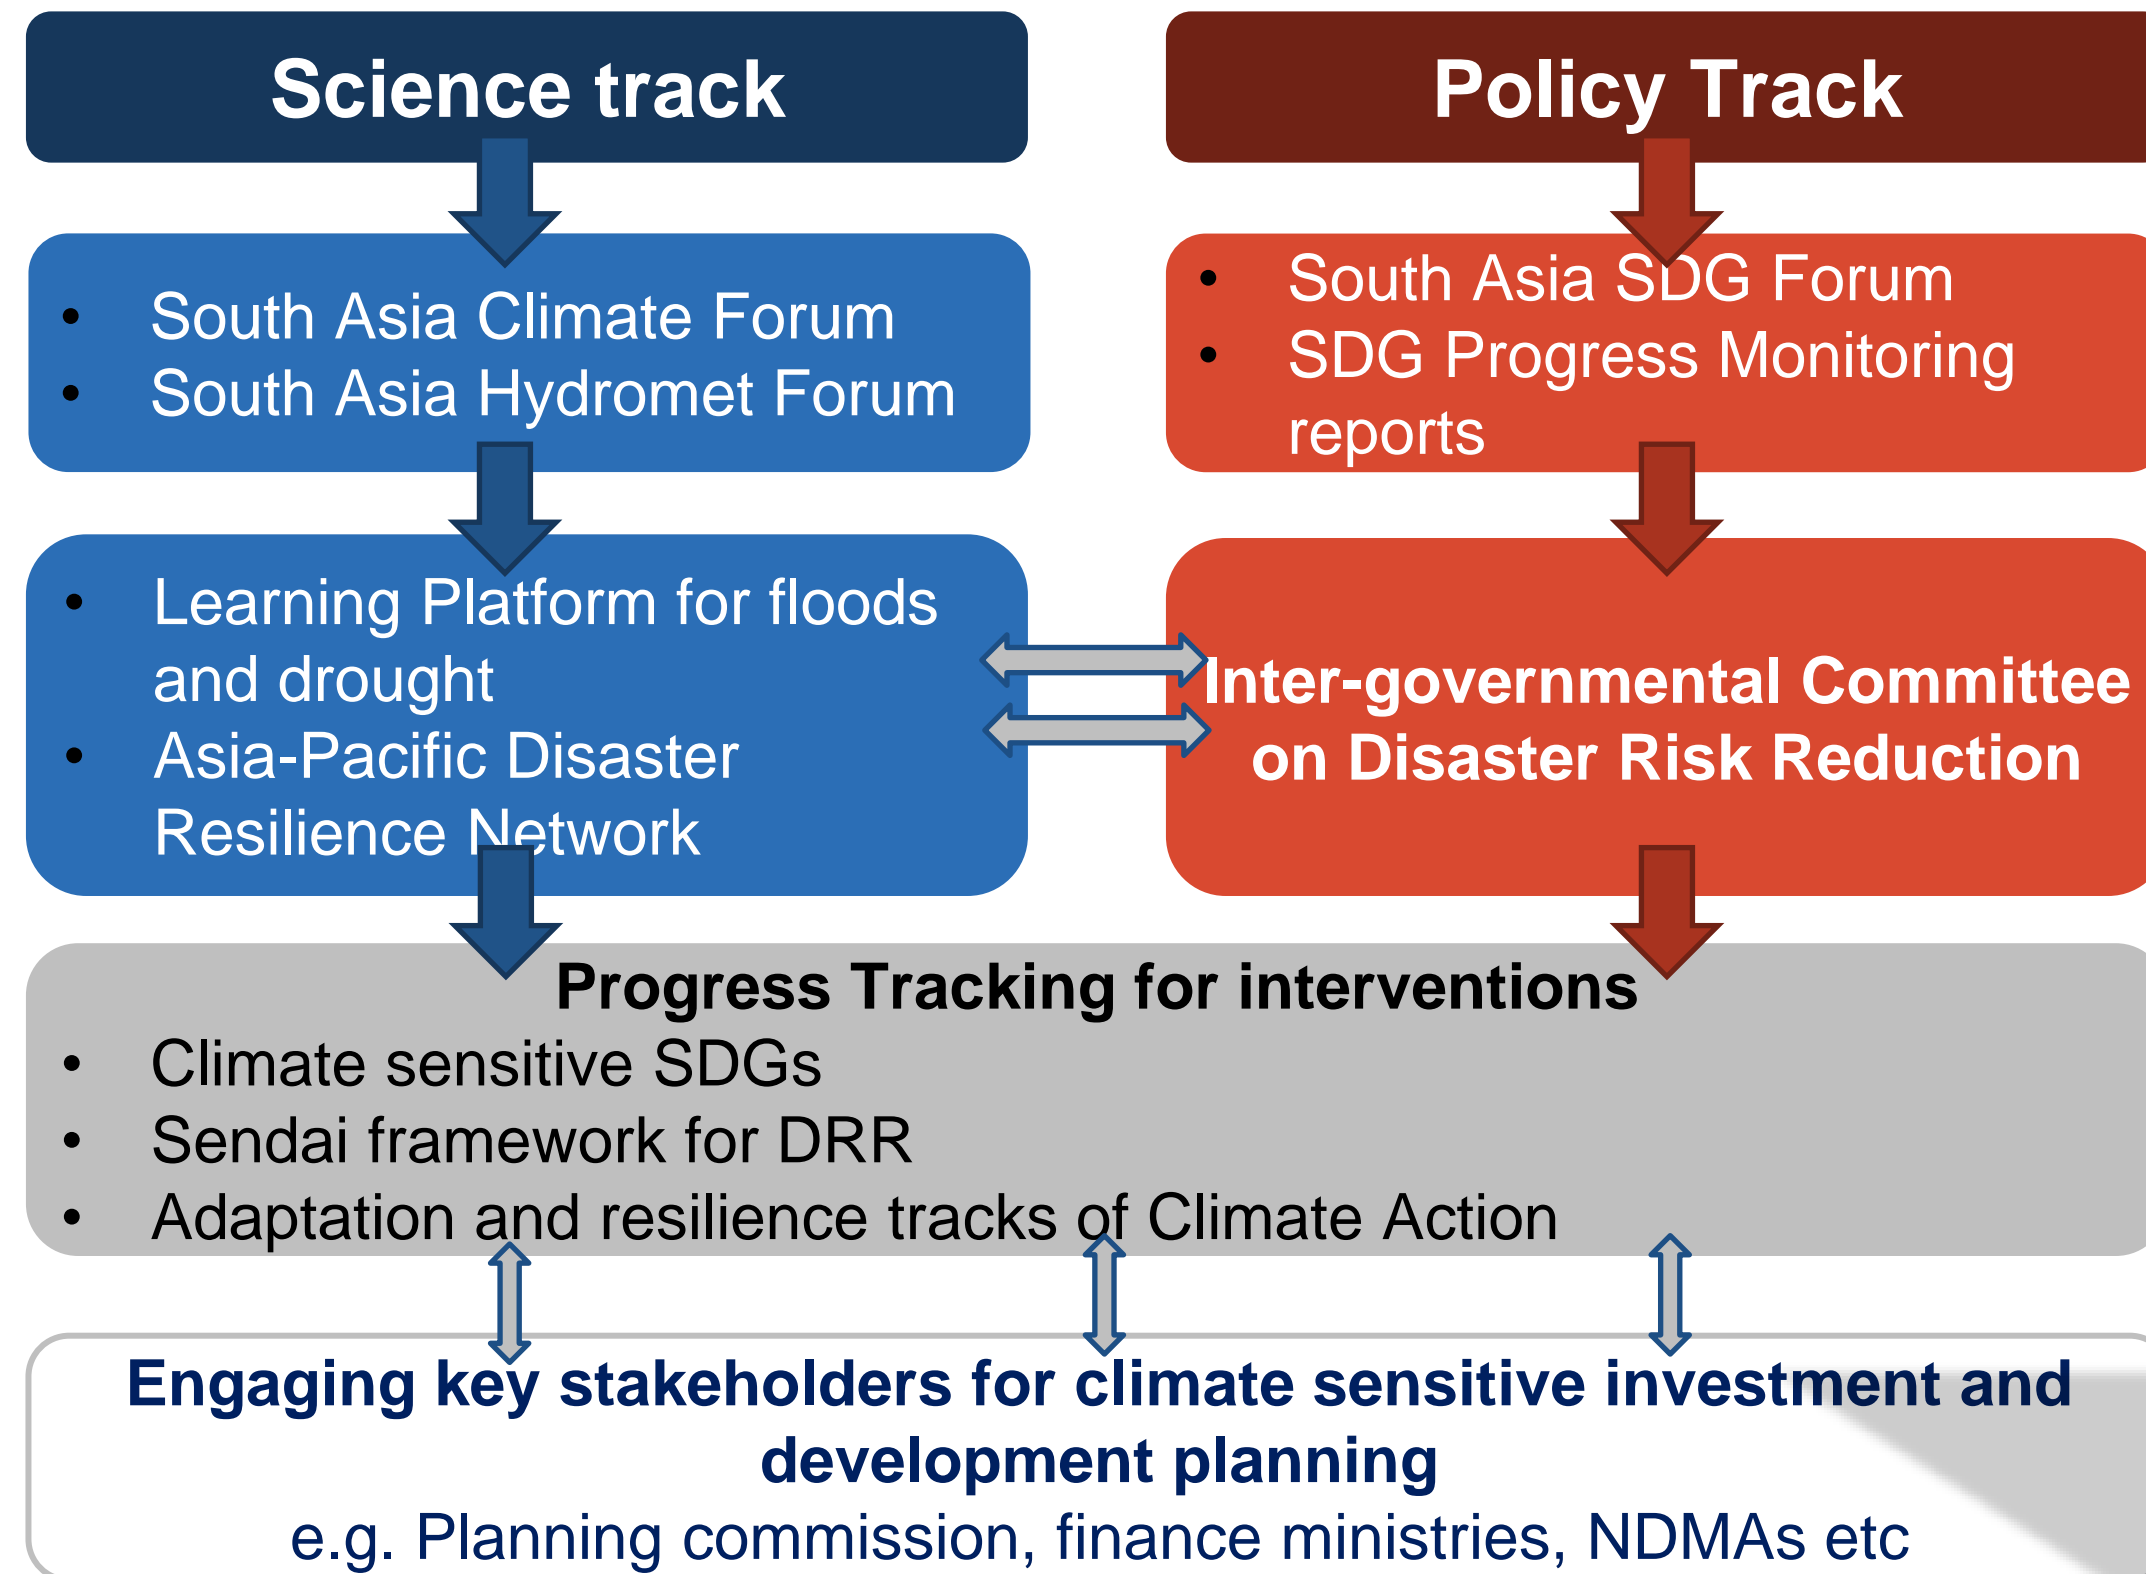 Science track
Policy Track
• South Asia Climate Forum
• South Asia Hydromet Forum
• South Asia SDG Forum
• SDG Progress Monitoring
reports
• Learning Platform for floods
and drought
• Asia-Pacific Disaster
Resilience Network
Inter-governmental Committee
on Disaster Risk Reduction
Progress Tracking for interventions
• Climate sensitive SDGs
• Sendai framework for DRR
• Adaptation and resilience tracks of Climate Action
Engaging key stakeholders for climate sensitive investment and
development planning
e.g. Planning commission, finance ministries, NDMAs etc